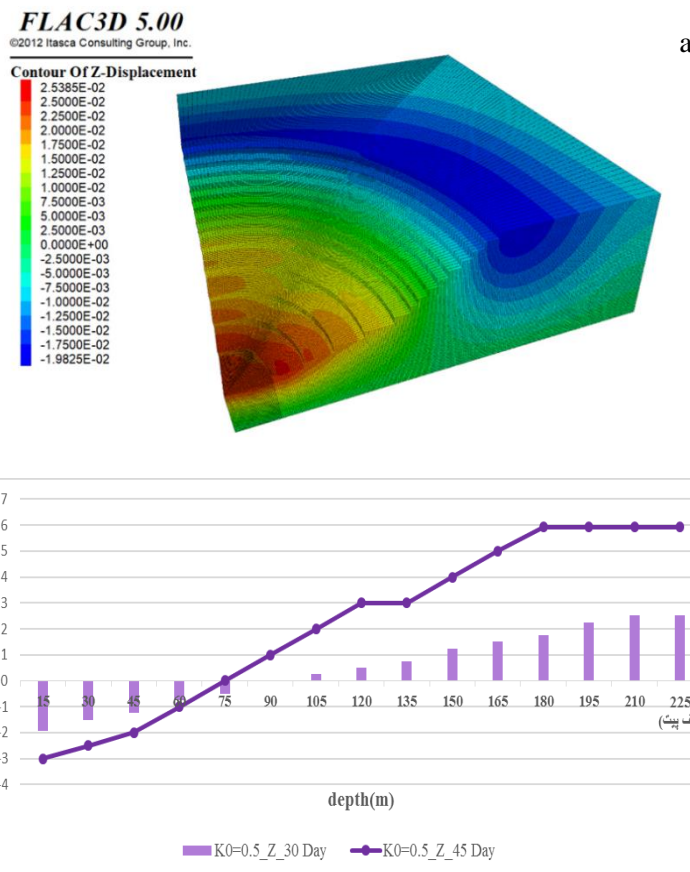 FLAC3D 5.00
©2012 Itasca Consulting Group, Inc.
a
Contour Of Z-Displacement
2.5385E-02
2.5000E-02
2.2500E-02
2.0000E-02
1.7500E-02
1.5000E-02
1.2500E-02
1.0000E-02
7.5000E-03
5.0000E-03
2.5000E-03
0.0000E+00
-2.5000E-03
-5.0000E-03
-7.5000E-03
-1.0000E-02
-1.2500E-02
-1.5000E-02
-1.7500E-02
-1.9825E-02
7
6
5
4
3
2
1
0
-1
-2
-3
-4
15 30 45 60 75 90 105 120 135 150 165 180 195 210 225
پیت)
depth(m)
K0=0.5_Z_30 Day K0=0.5_Z_45 Day